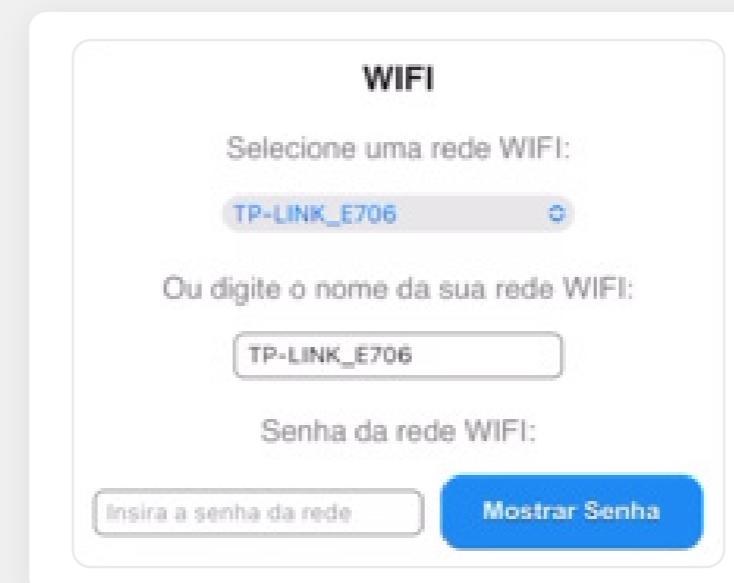 WIFI
Selecione uma rede WIFI:
TP-LINK_E706
Ou digite o nome da sua rede WIFI:
TP-LINK_E706
Senha da rede WIFI:
Insira a senha da rede Mostrar Senha